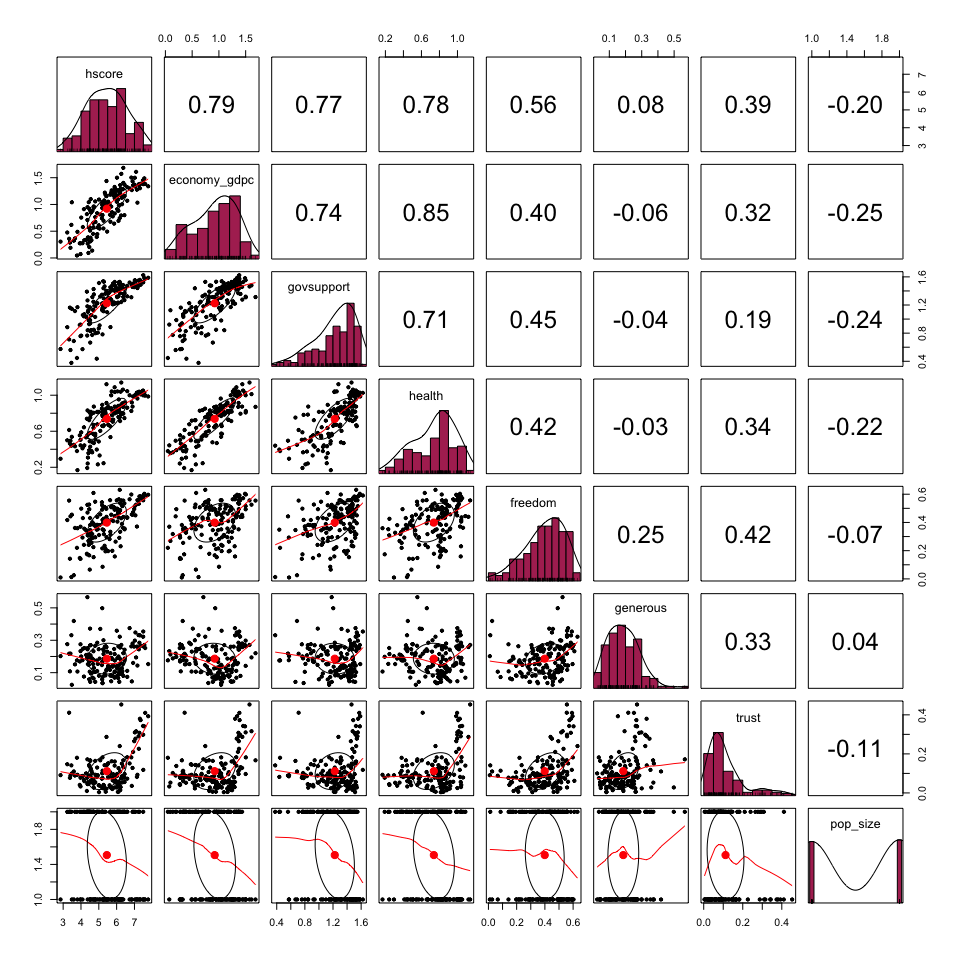 0.0 0.5 1.0 1.5 0.2 0.6 1.0 0.1 0.3 0.5 1.0 1.4 1.8
hscore 0.79 0.77 0.78 0.56 0.08 0.39 -0.20 3 4 5 6 7
0.0 0.5 1.0 1.5 economy_gdpc 0.74 0.85 0.40 -0.06 0.32 -0.25
govsupport 0.71 0.45 -0.04 0.19 -0.24 0.4 0.8 1.2 1.6
0.2 0.6 1.0 health 0.42 -0.03 0.34 -0.22
freedom 0.25 0.42 -0.07 0.0 0.2 0.4 0.6
0.1 0.3 0.5 generous 0.33 0.04
trust -0.11 0.0 0.2 0.4
1.0 1.4 1.8 pop_size
3 4 5 6 7 0.4 0.8 1.2 1.6 0.0 0.2 0.4 0.6 0.0 0.2 0.4